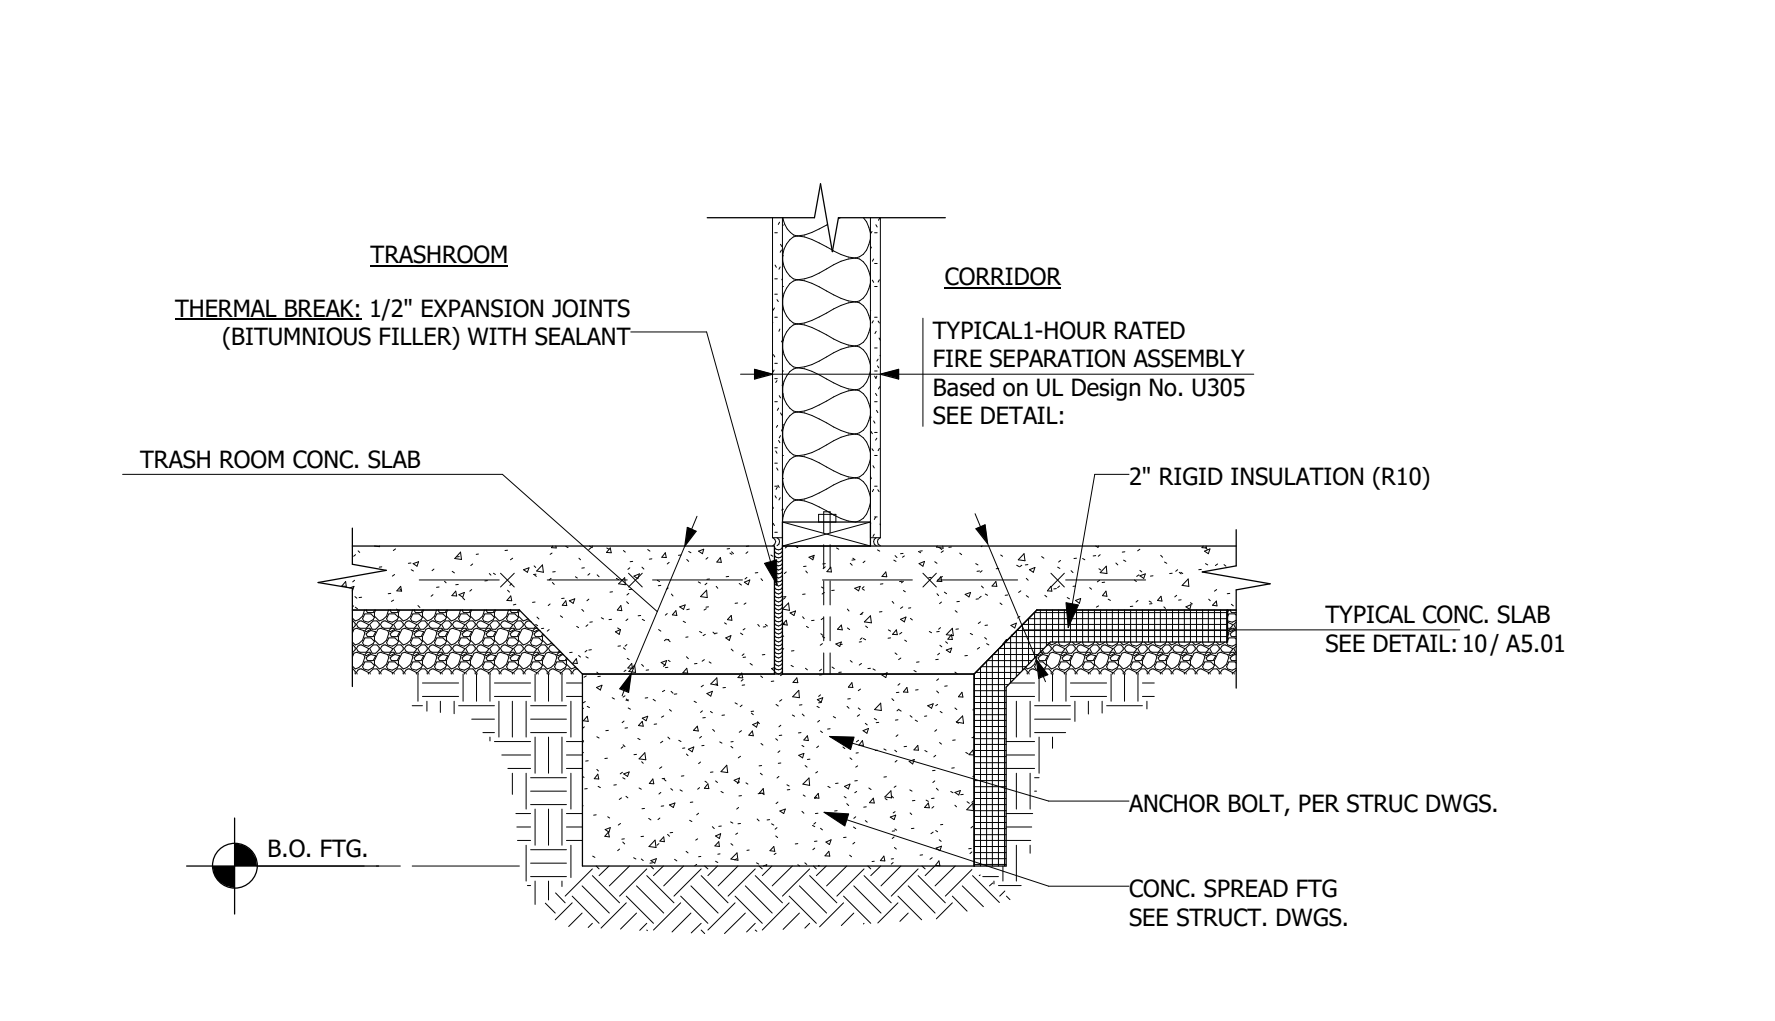 TRASHROOM
THERMAL BREAK: 1/2" EXPANSION JOINTS
(BITUMNIOUS FILLER) WITH SEALANT
CORRIDOR
TYPICAL1-HOUR RATED
FIRE SEPARATION ASSEMBLY
Based on UL Design No. U305
SEE DETAIL:
TRASH ROOM CONC. SLAB
2" RIGID INSULATION (R10)
TYPICAL CONC. SLAB
SEE DETAIL: 10 / A5.01
ANCHOR BOLT, PER STRUC DWGS.
B.O. FTG.
CONC. SPREAD FTG
SEE STRUCT. DWGS.